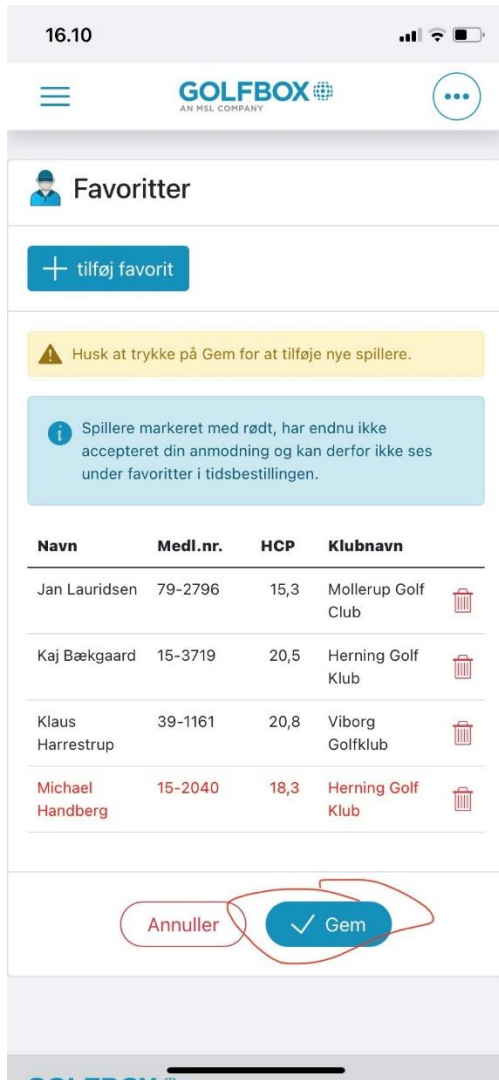 16.10
GOLFBOX
AN MSL COMPANY
Favoritter
tilføj favorit
Husk at trykke på Gem for at tilføje nye spillere.
Spillere markeret med rødt, har endnu ikke
accepteret din anmodning og kan derfor ikke ses
under favoritter i tidsbestillingen.
Navn Medl.nr. HCP Klubnavn
Jan Lauridsen 79-2796 15,3 Mollerup Golf
Club
Kaj Bækgaard 15-3719 20,5 Herning Golf
Klub
Klaus 39-1161 20,8 Viborg
Harrestrup Golfklub
Michael 15-2040 18,3 Herning Golf
Handberg Klub
Annuller Gem
GOLFBOX